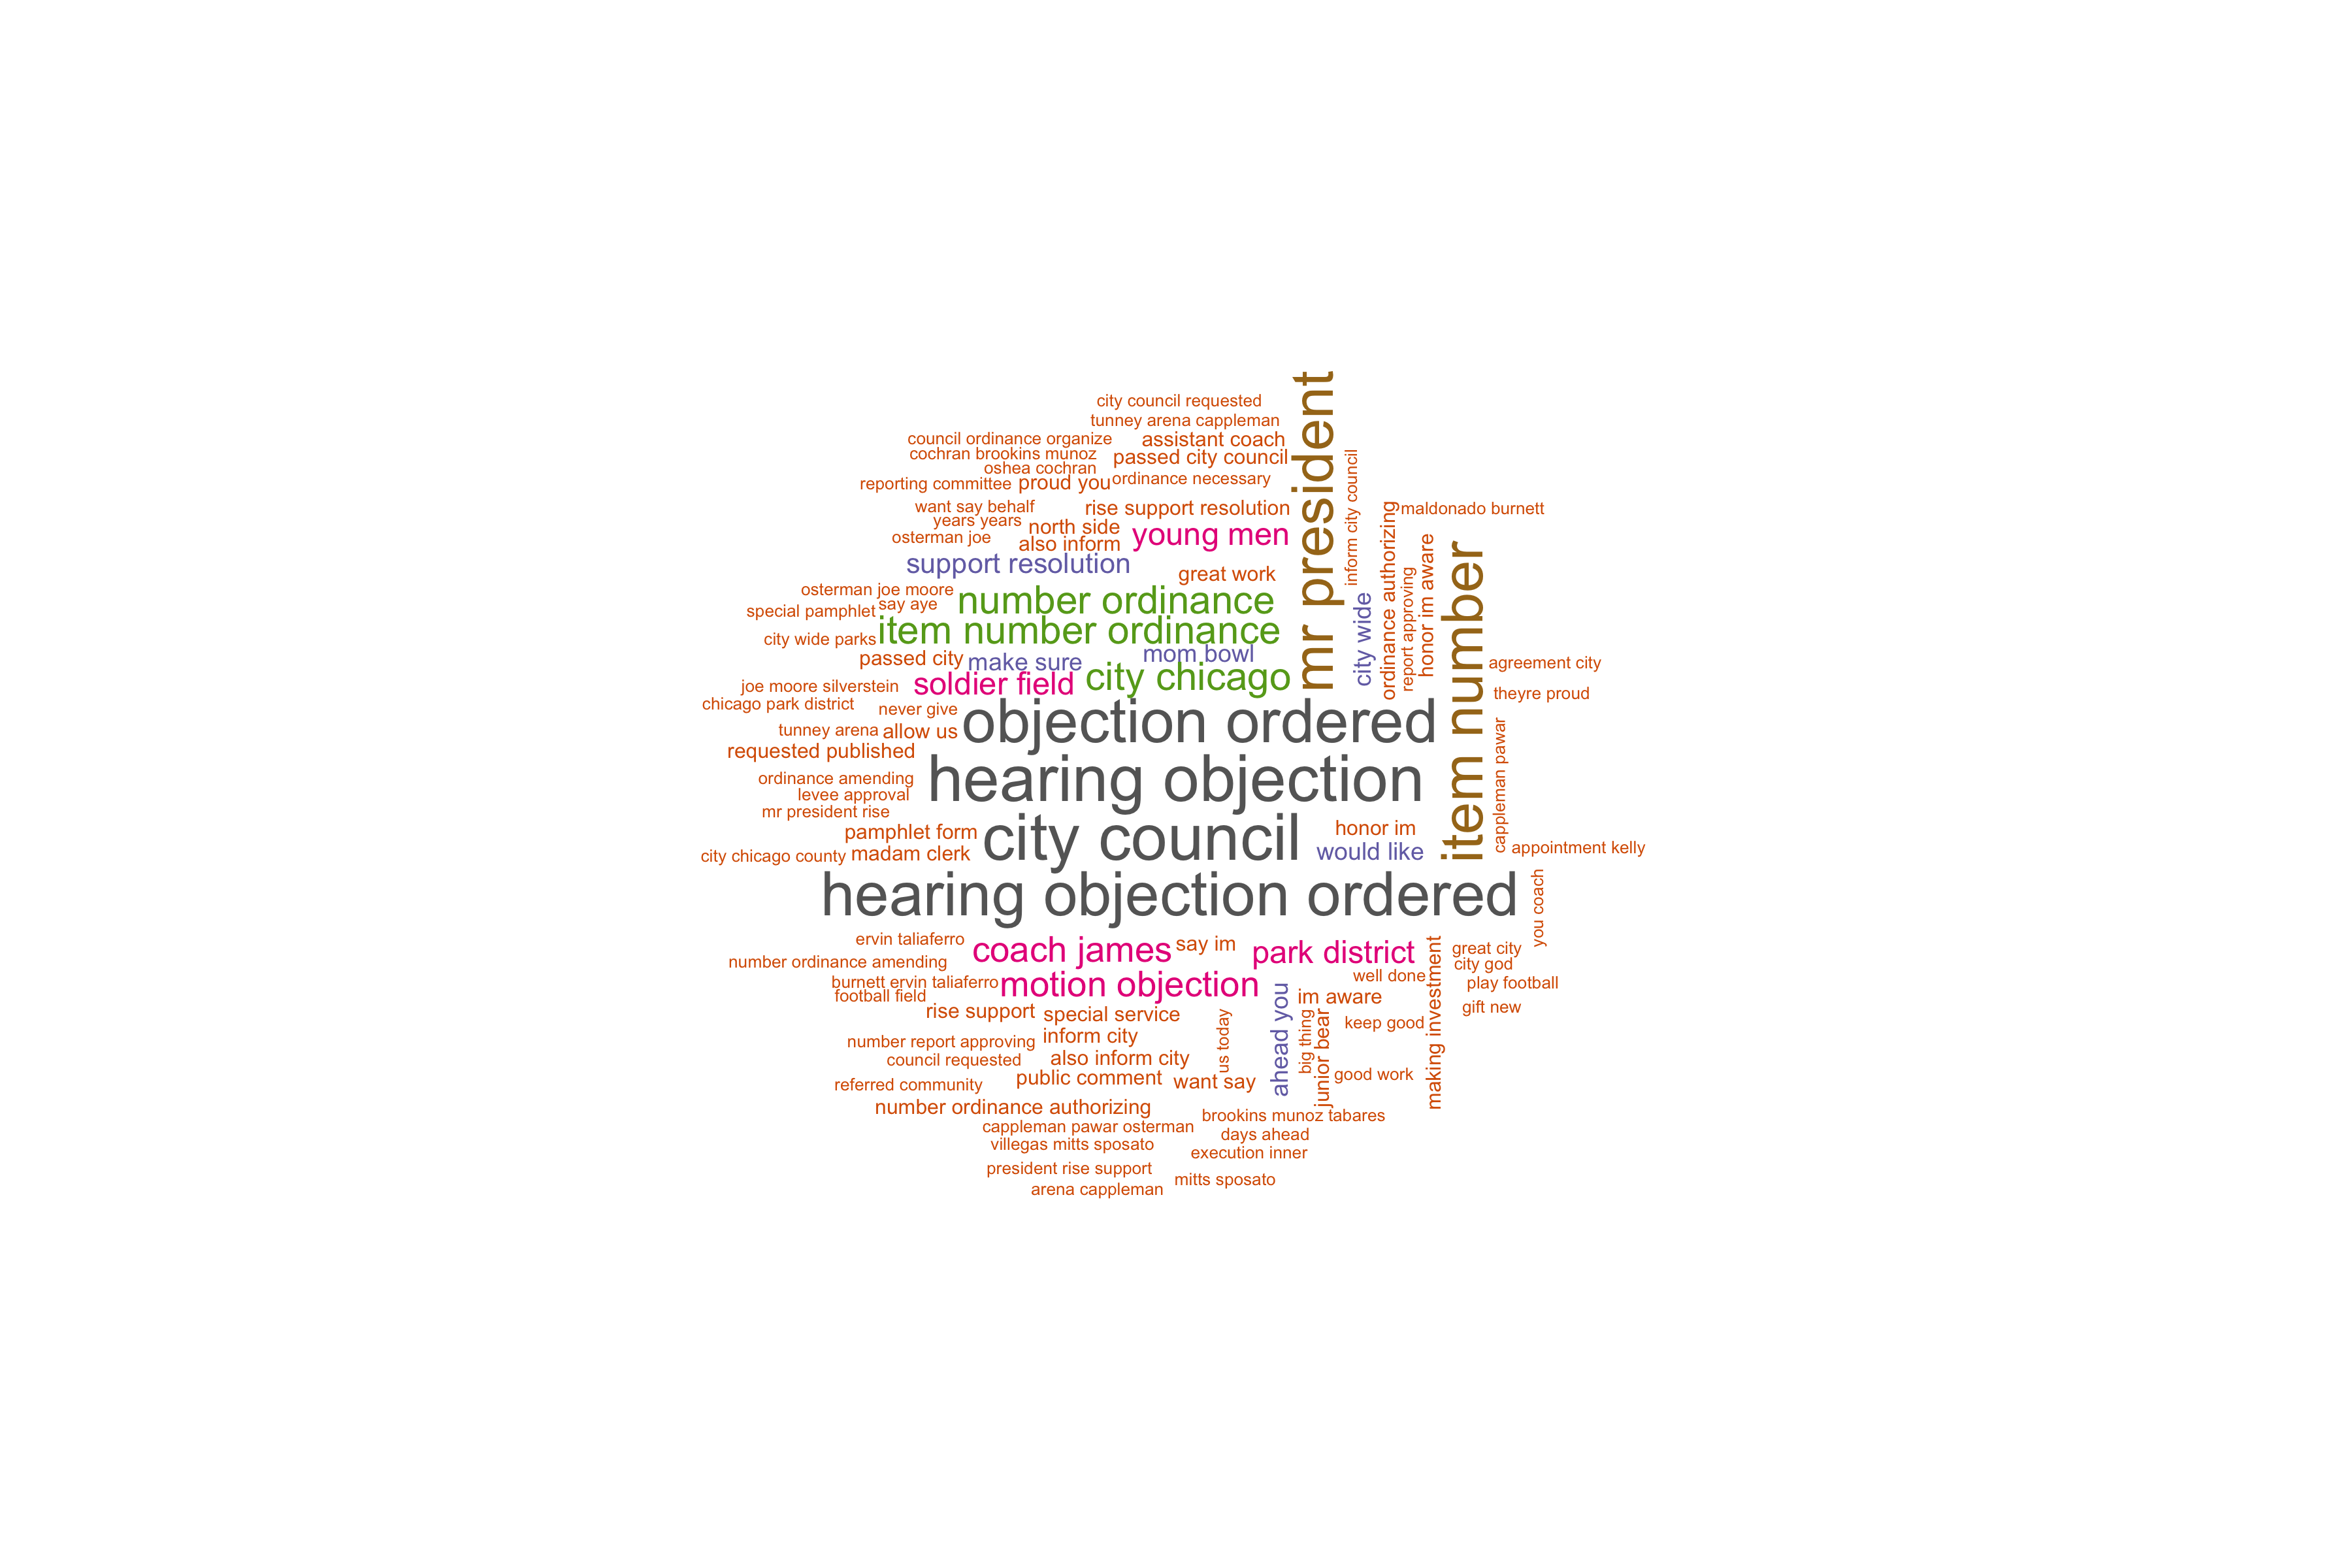 city council requested
tunney arena cappleman
council ordinance organize
assistant coach
cochran brookins munoz
passed city council
oshea cochran
reporting committee
proud you
ordinance necessary
mr president
inform city council
want say behalf
rise support resolution
years years
north side
osterman joe
also inform
young men
maldonado burnett
ordinance authorizing
report approving
honor im aware
item number
support resolution
great work
osterman joe moore
special pamphlet
say aye
number ordinance
city wide
city wide parks
item number ordinance
passed city
make sure
mom bowl
agreement city
joe moore silverstein
soldier field
city chicago
theyre proud
chicago park district
never give
tunney arena
allow us
objection ordered
requested published
cappleman pawar
ordinance amending
hearing objection
levee approval
mr president rise
pamphlet form
city council
honor im
city chicago county
madam clerk
would like
appointment kelly
hearing objection ordered
you coach
ervin taliaferro
coach james
say im
park district
great city
number ordinance amending
city god
making investment
burnett ervin taliaferro
motion objection
well done
play football
football field
im aware
gift new
rise support
special service
us today
ahead you
big thing
junior bear
keep good
number report approving
inform city
council requested
also inform city
referred community
public comment
want say
good work
number ordinance authorizing
brookins munoz tabares
cappleman pawar osterman
days ahead
villegas mitts sposato
execution inner
president rise support
mitts sposato
arena cappleman